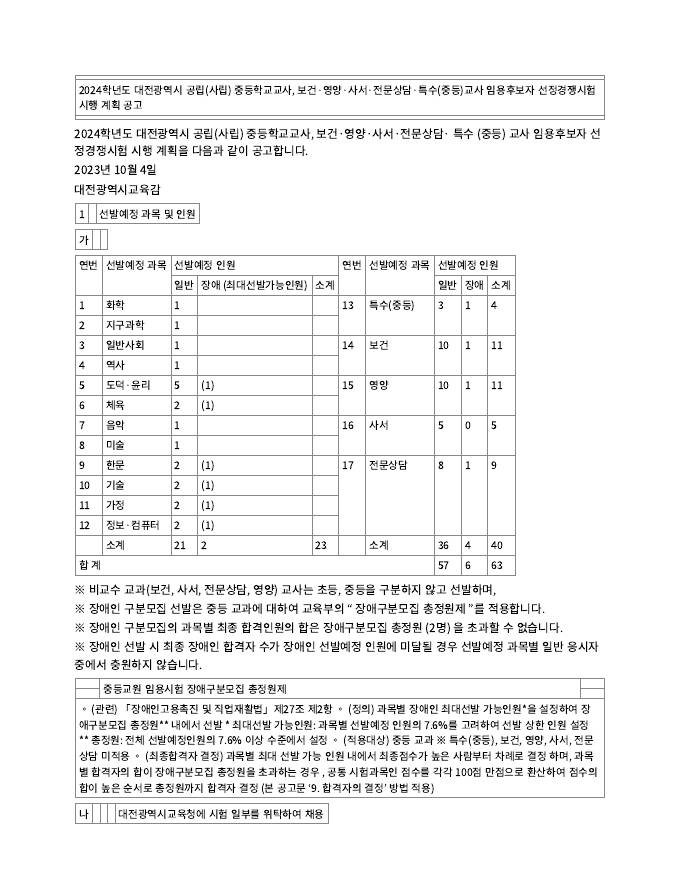 2024학년도 대전광역시 공립(사립) 중등학교교사, 보건·영양·사서·전문상담·특수(중등)교사 임용후보자 선정경쟁시험
시행 계획 공고
2024학년도 대전광역시 공립(사립) 중등학교교사, 보건·영양·사서·전문상담· 특수 (중등) 교사 임용후보자 선
정경쟁시험 시행 계획을 다음과 같이 공고합니다.
2023년 10월 4일
대전광역시교육감
1 선발예정 과목 및 인원
가
연번 선발예정 과목 선발예정 인원 연번 선발예정 과목 선발예정 인원
일반 장애 (최대선발가능인원) 소계 일반 장애 소계
1 화학 1 13 특수(중등) 3 1 4
2 지구과학 1
3 일반사회 1 14 보건 10 1 11
4 역사 1
5 도덕·윤리 5 (1) 15 영양 10 1 11
6 체육 2 (1)
7 음악 1 16 사서 5 0 5
8 미술 1
9 한문 2 (1) 17 전문상담 8 1 9
10 기술 2 (1)
11 가정 2 (1)
12 정보·컴퓨터 2 (1)
소계 21 2 23 소계 36 4 40
합 계 57 6 63
※ 비교수 교과(보건, 사서, 전문상담, 영양) 교사는 초등, 중등을 구분하지 않고 선발하며,
※ 장애인 구분모집 선발은 중등 교과에 대하여 교육부의 “ 장애구분모집 총정원제 ”를 적용합니다.
※ 장애인 구분모집의 과목별 최종 합격인원의 합은 장애구분모집 총정원 (2명) 을 초과할 수 없습니다.
※ 장애인 선발 시 최종 장애인 합격자 수가 장애인 선발예정 인원에 미달될 경우 선발예정 과목별 일반 응시자
중에서 충원하지 않습니다.
중등교원 임용시험 장애구분모집 총정원제
◦ (관련) 「장애인고용촉진 및 직업재활법」제27조 제2항 ◦ (정의) 과목별 장애인 최대선발 가능인원*을 설정하여 장
애구분모집 총정원** 내에서 선발 * 최대선발 가능인원: 과목별 선발예정 인원의 7.6%를 고려하여 선발 상한 인원 설정
** 총정원: 전체 선발예정인원의 7.6% 이상 수준에서 설정 ◦ (적용대상) 중등 교과 ※ 특수(중등), 보건, 영양, 사서, 전문
상담 미적용 ◦ (최종합격자 결정) 과목별 최대 선발 가능 인원 내에서 최종점수가 높은 사람부터 차례로 결정 하며, 과목
별 합격자의 합이 장애구분모집 총정원을 초과하는 경우 , 공통 시험과목인 점수를 각각 100점 만점으로 환산하여 점수의
합이 높은 순서로 총정원까지 합격자 결정 (본 공고문 ‘9. 합격자의 결정’ 방법 적용)
나 대전광역시교육청에 시험 일부를 위탁하여 채용